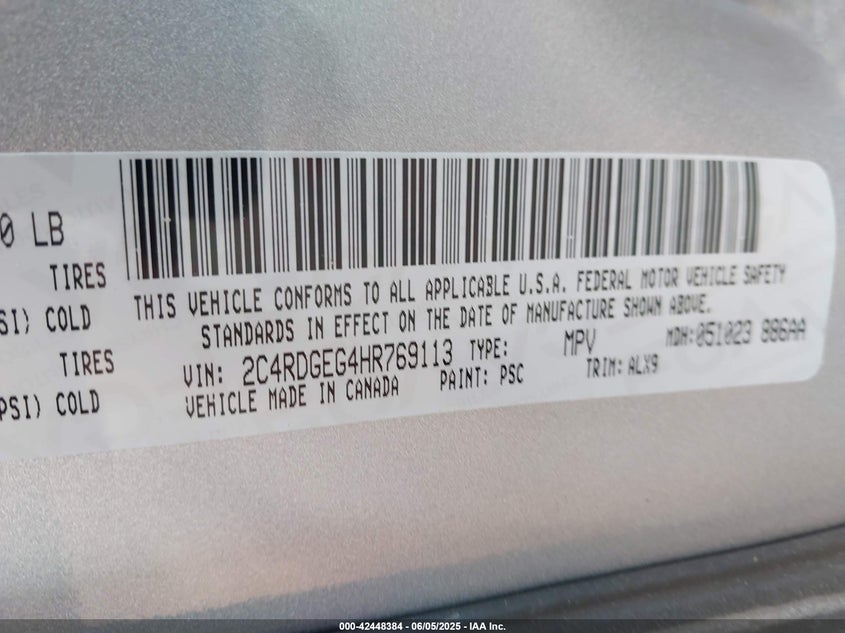 0 LB
TIRES
SI) COLD
TIRES
PSI) COLD
THIS VEHICLE CONFORMS TO ALL APPLICABLE U.S.A. FEDERAL MOTOR VEHICLE SAFETY
STANDARDS IN EFFECT ON THE DATE OF MANUFACTURE SHOWN ABOVE.
VIN: 2C4RDGEG4HR769113 TYPE: MPV MDH: 051023 886AA
VEHICLE MADE IN CANADA PAINT: PSC TRIM: ALX9
000-42448384 - 06/05/2025 - IAA Inc.